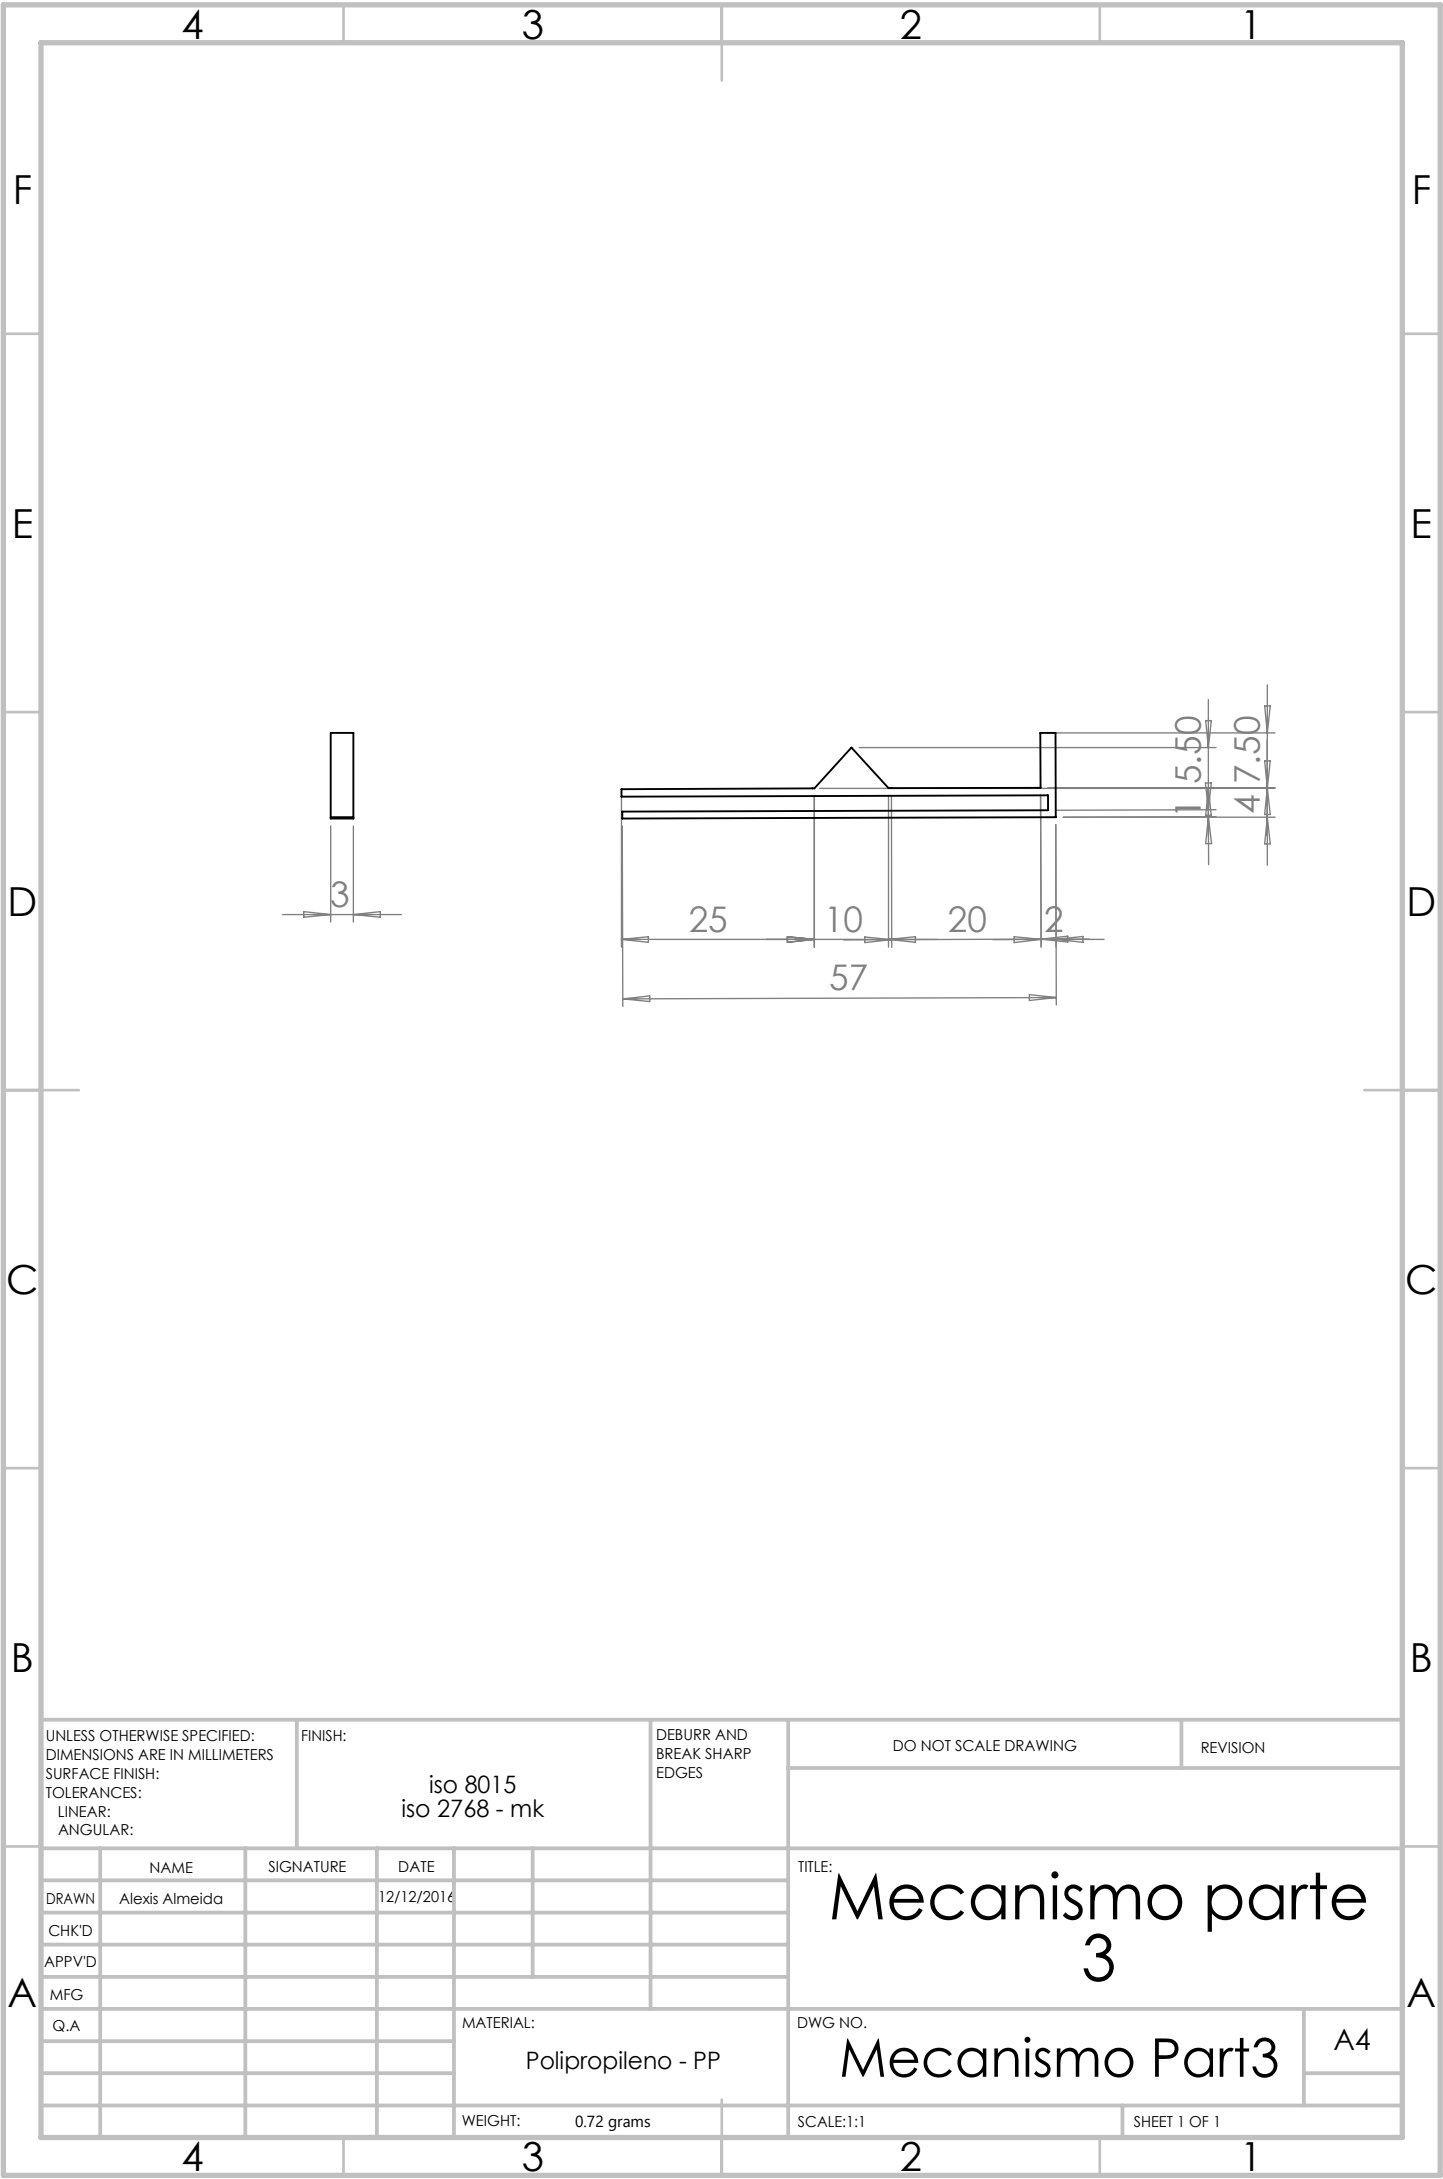 4 3 2 1
F F
E E
5.50 7.50
1 4
D D
3
25 10 20 2
57
C C
B B
UNLESS OTHERWISE SPECIFIED:
DIMENSIONS ARE IN MILLIMETERS
SURFACE FINISH:
TOLERANCES:
LINEAR:
ANGULAR:
FINISH:
iso 8015
iso 2768 - mk
DEBURR AND
BREAK SHARP
EDGES
DO NOT SCALE DRAWING
REVISION
NAME SIGNATURE DATE
DRAWN Alexis Almeida 12/12/2016
CHK'D
APPV'D
MFG
Q.A
A A
TITLE:
Mecanismo parte
3
MATERIAL:
Polipropileno - PP
DWG NO.
Mecanismo Part3
A4
WEIGHT: 0.72 grams
SCALE:1:1
SHEET 1 OF 1
4 3 2 1